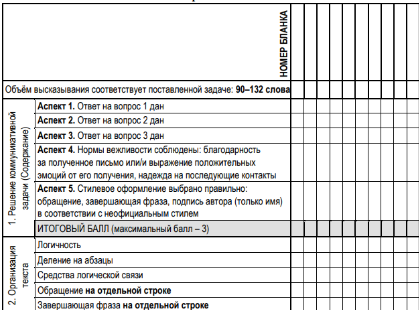 НОМЕР БЛАНКА
Объём высказывания соответствует поставленной задаче: 90–132 слова
1. Решение коммуникативной
задачи (Содержание)
Аспект 1. Ответ на вопрос 1 дан
Аспект 2. Ответ на вопрос 2 дан
Аспект 3. Ответ на вопрос 3 дан
Аспект 4. Нормы вежливости соблюдены: благодарность
за полученное письмо или/и выражение положительных
эмоций от его получения, надежда на последующие контакты
Аспект 5. Стилевое оформление выбрано правильно:
обращение, завершающая фраза, подпись автора (только имя)
в соответствии с неофициальным стилем
ИТОГОВЫЙ БАЛЛ (максимальный балл – 3)
2. Организация
текста
Логичность
Деление на абзацы
Средства логической связи
Обращение на отдельной строке
Завершающая фраза на отдельной строке